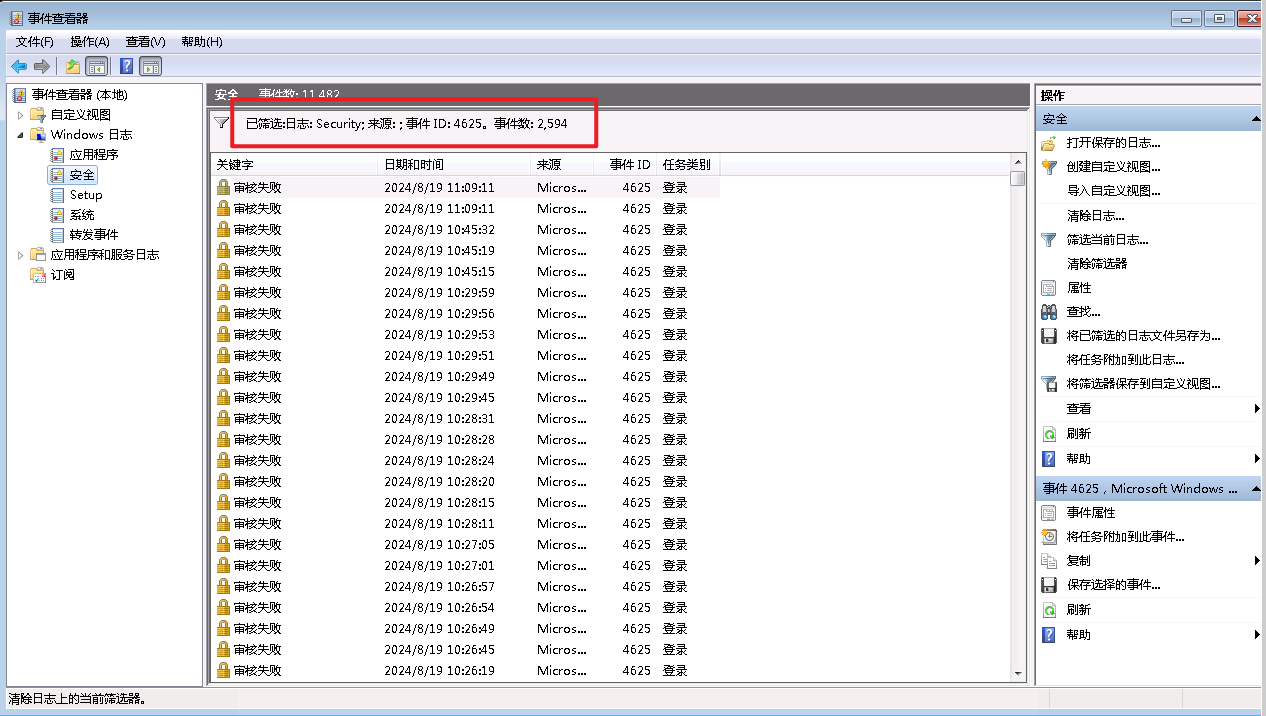 事件查看器
文件(F) 操作(A) 查看(V) 帮助(H)
事件查看器 (本地)
自定义视图
Windows 日志
应用程序
安全
Setup
系统
转发事件
应用程序和服务日志
订阅
安全 事件数: 11,482
已筛选:日志: Security; 来源: ; 事件 ID: 4625。事件数: 2,594
关键字 日期和时间 来源 事件 ID 任务类别
审核失败 2024/8/19 11:09:11 Micros... 4625 登录
审核失败 2024/8/19 11:09:11 Micros... 4625 登录
审核失败 2024/8/19 10:45:32 Micros... 4625 登录
审核失败 2024/8/19 10:45:19 Micros... 4625 登录
审核失败 2024/8/19 10:45:15 Micros... 4625 登录
审核失败 2024/8/19 10:29:59 Micros... 4625 登录
审核失败 2024/8/19 10:29:56 Micros... 4625 登录
审核失败 2024/8/19 10:29:53 Micros... 4625 登录
审核失败 2024/8/19 10:29:51 Micros... 4625 登录
审核失败 2024/8/19 10:29:49 Micros... 4625 登录
审核失败 2024/8/19 10:29:45 Micros... 4625 登录
审核失败 2024/8/19 10:28:31 Micros... 4625 登录
审核失败 2024/8/19 10:28:28 Micros... 4625 登录
审核失败 2024/8/19 10:28:24 Micros... 4625 登录
审核失败 2024/8/19 10:28:20 Micros... 4625 登录
审核失败 2024/8/19 10:28:15 Micros... 4625 登录
审核失败 2024/8/19 10:28:11 Micros... 4625 登录
审核失败 2024/8/19 10:27:05 Micros... 4625 登录
审核失败 2024/8/19 10:27:01 Micros... 4625 登录
审核失败 2024/8/19 10:26:57 Micros... 4625 登录
审核失败 2024/8/19 10:26:54 Micros... 4625 登录
审核失败 2024/8/19 10:26:49 Micros... 4625 登录
审核失败 2024/8/19 10:26:45 Micros... 4625 登录
审核失败 2024/8/19 10:26:19 Micros... 4625 登录
操作
安全
打开保存的日志...
创建自定义视图...
导入自定义视图...
清除日志...
筛选当前日志...
清除筛选器
属性
查找...
将已筛选的日志文件另存为...
将任务附加到此日志...
将筛选器保存到自定义视图...
查看
刷新
帮助
事件 4625，Microsoft Windows ...
事件属性
将任务附加到此事件...
复制
保存选择的事件...
刷新
帮助
清除日志上的当前筛选器。